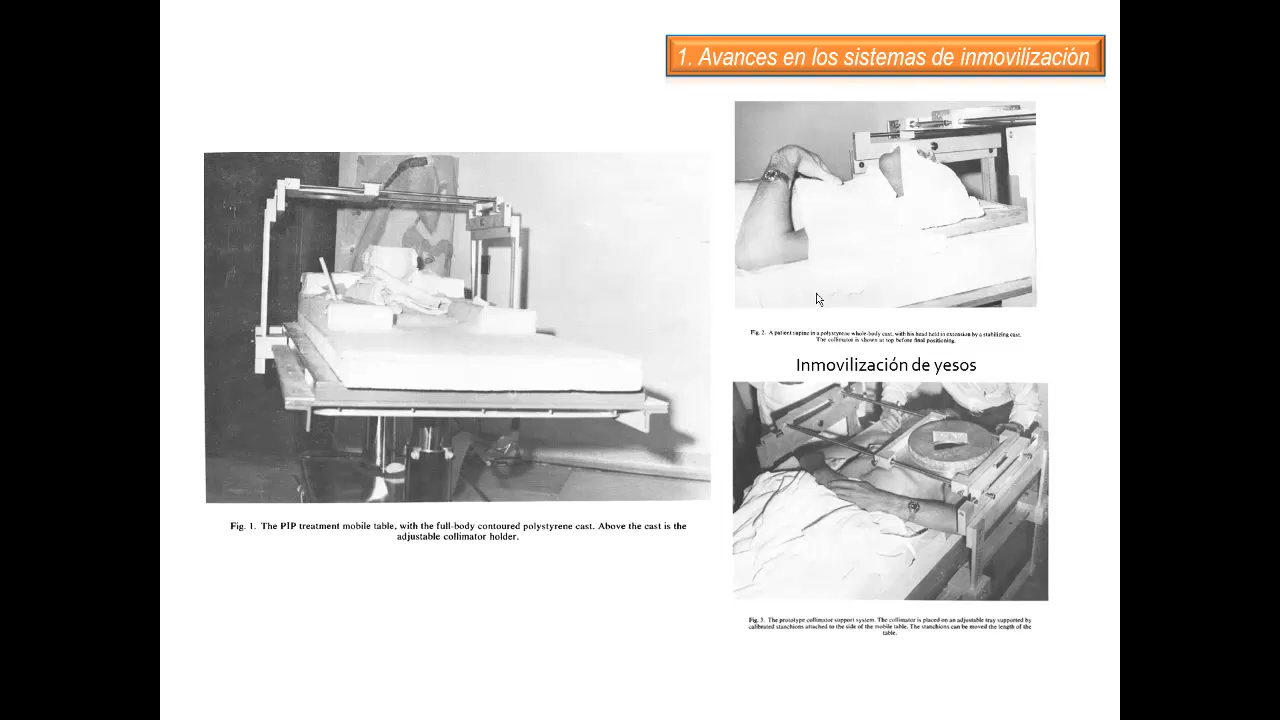 1. Avances en los sistemas de inmovilización
Fig. 2. A patient supine in a polystyrene whole-body cast, with his head held in extension by a stabilizing cast.
The collimator is shown at top before final positioning.
Inmovilización de yesos
Fig. 1. The PIP treatment mobile table, with the full-body contoured polystyrene cast. Above the cast is the
adjustable collimator holder.
Fig. 3. The prototype collimator support system. The collimator is placed on an adjustable tray supported by
calibrated stanchions attached to the side of the mobile table. The stanchions can be moved the length of the
table.